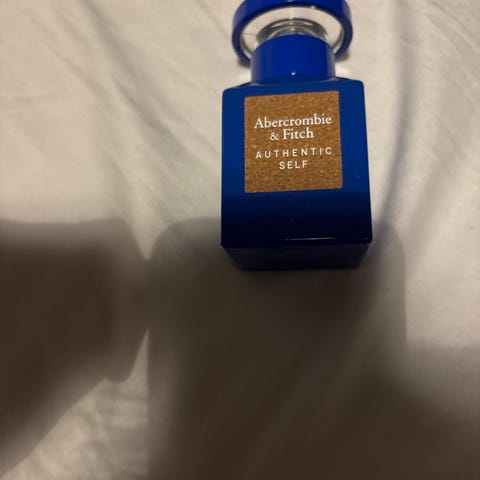 Abercrombie
& Fitch
AUTHENTIC
SELF